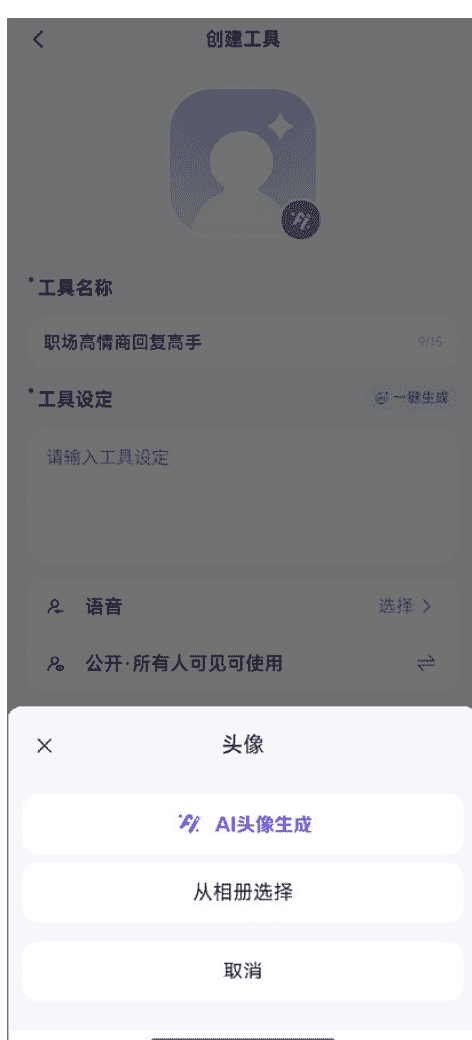 创建工具
*工具名称
职场高情商回复高手 9/15
*工具设定 一键生成
请输入工具设定
语音 选择
公开·所有人可见可使用
头像
AI头像生成
从相册选择
取消